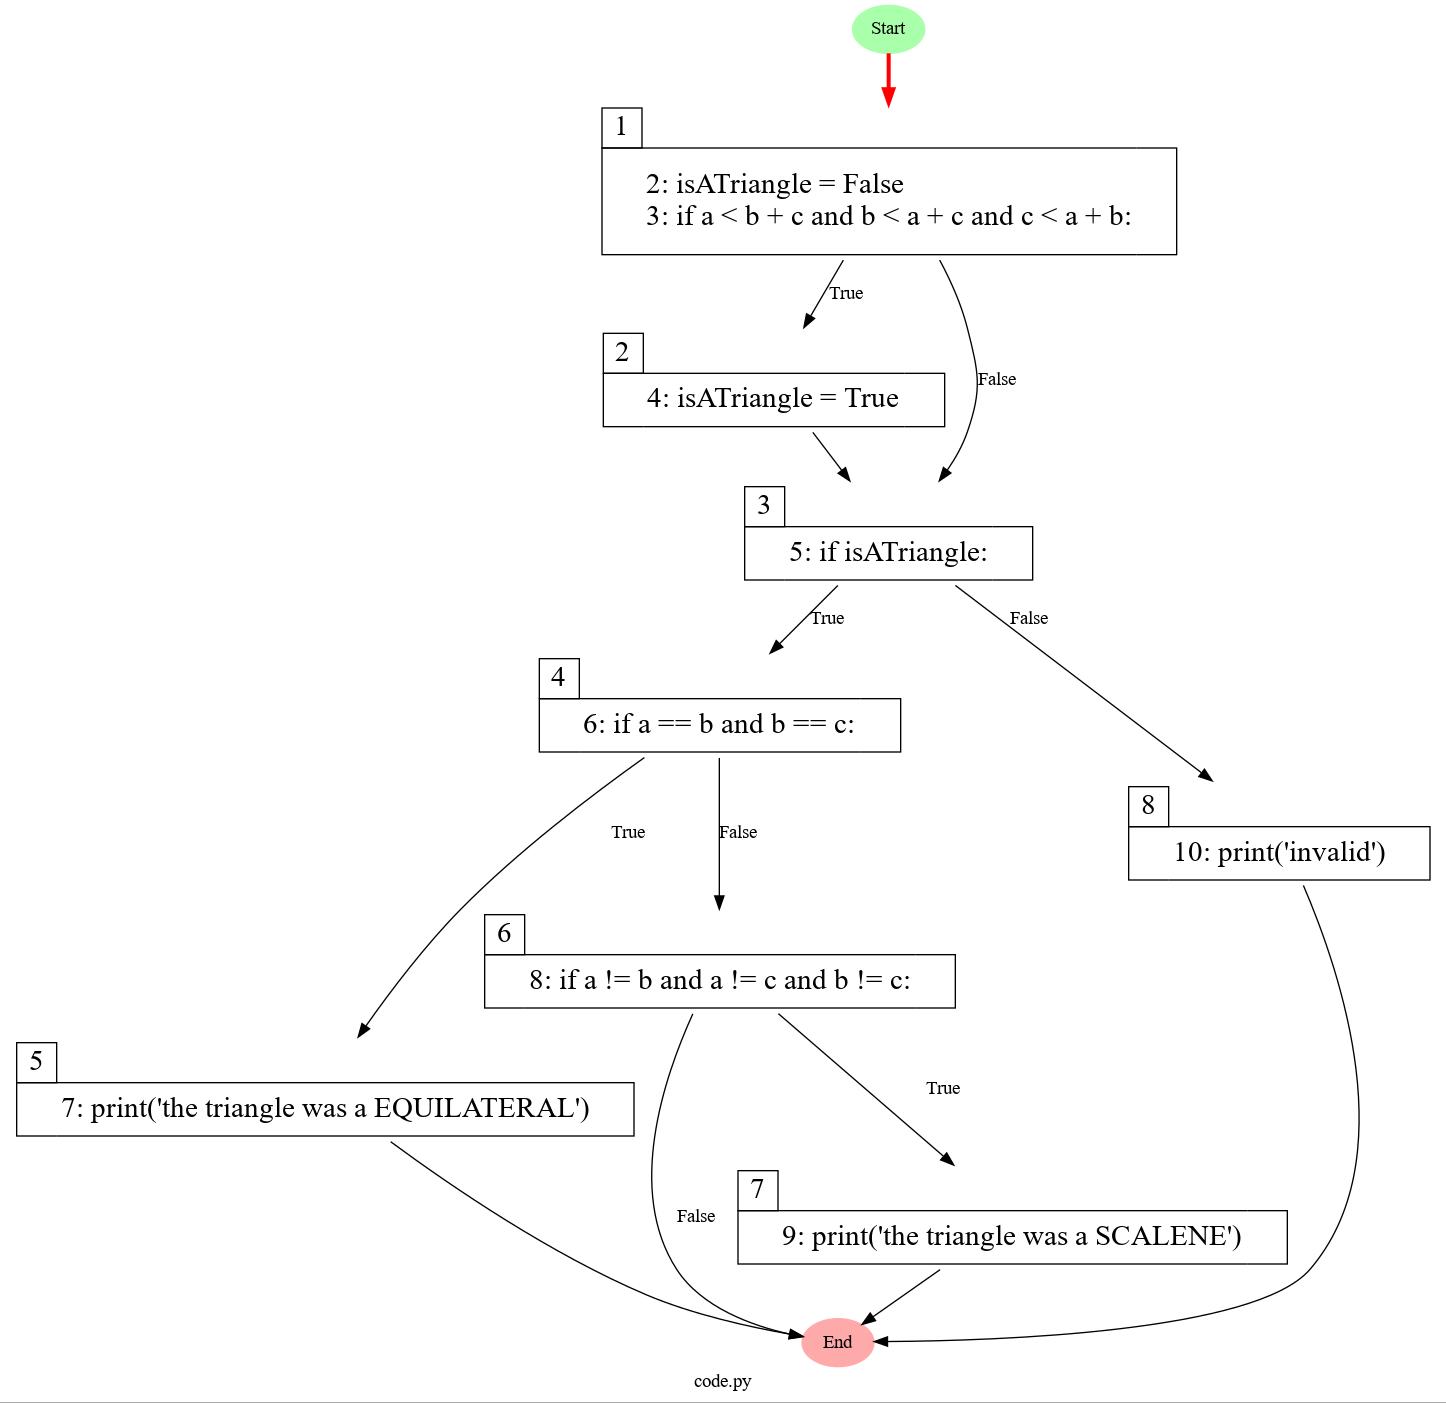 Start
1
2: isATriangle = False
3: if a < b + c and b < a + c and c < a + b:
True
2
False
4: isATriangle = True
3
5: if isATriangle:
True
False
4
6: if a == b and b == c:
8
True
False
10: print('invalid')
6
8: if a != b and a != c and b != c:
5
True
7: print('the triangle was a EQUILATERAL')
7
False
9: print('the triangle was a SCALENE')
End
code.py